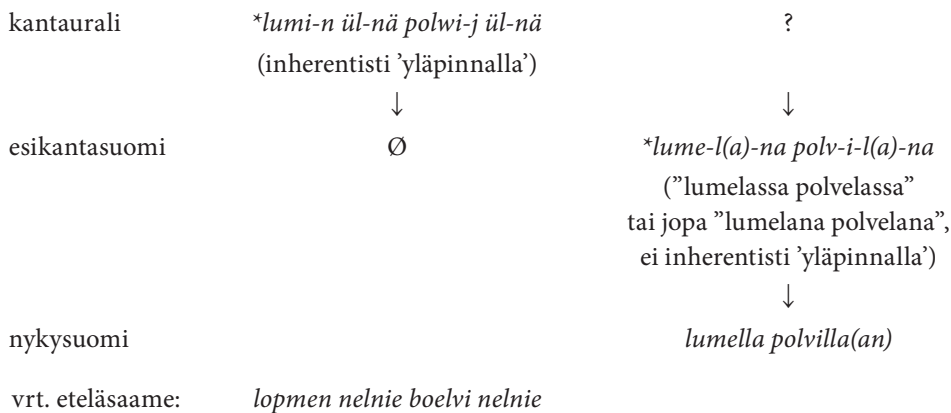 kantaurali *lumi-n ül-nä polwi-j ül-nä ?
(inherentisti ’yläpinnalla’)
↓ ↓
esikantasuomi Ø *lume-l(a)-na polv-i-l(a)-na
(”lumelassa polvelassa”
tai jopa ”lumelana polvelana”,
ei inherentisti ’yläpinnalla’)
↓
nykysuomi lumella polvilla(an)
vrt. eteläsaame: lopmen nelnie boelvi nelnie